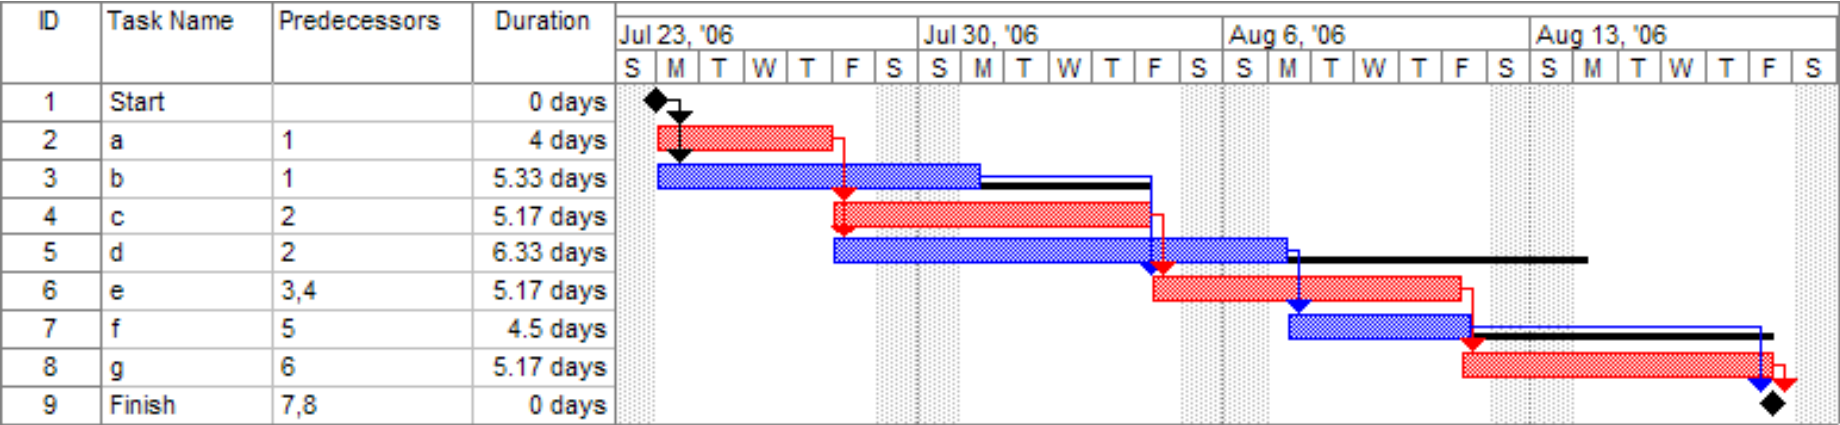 ID Task Name Predecessors Duration
Jul 23, '06 Jul 30, '06 Aug 6, '06 Aug 13, '06
S M T W T F S S M T W T F S S M T W T F S S M T W T F S
1 Start 0 days
2 a 1 4 days
3 b 1 5.33 days
4 c 2 5.17 days
5 d 2 6.33 days
6 e 3,4 5.17 days
7 f 5 4.5 days
8 g 6 5.17 days
9 Finish 7,8 0 days